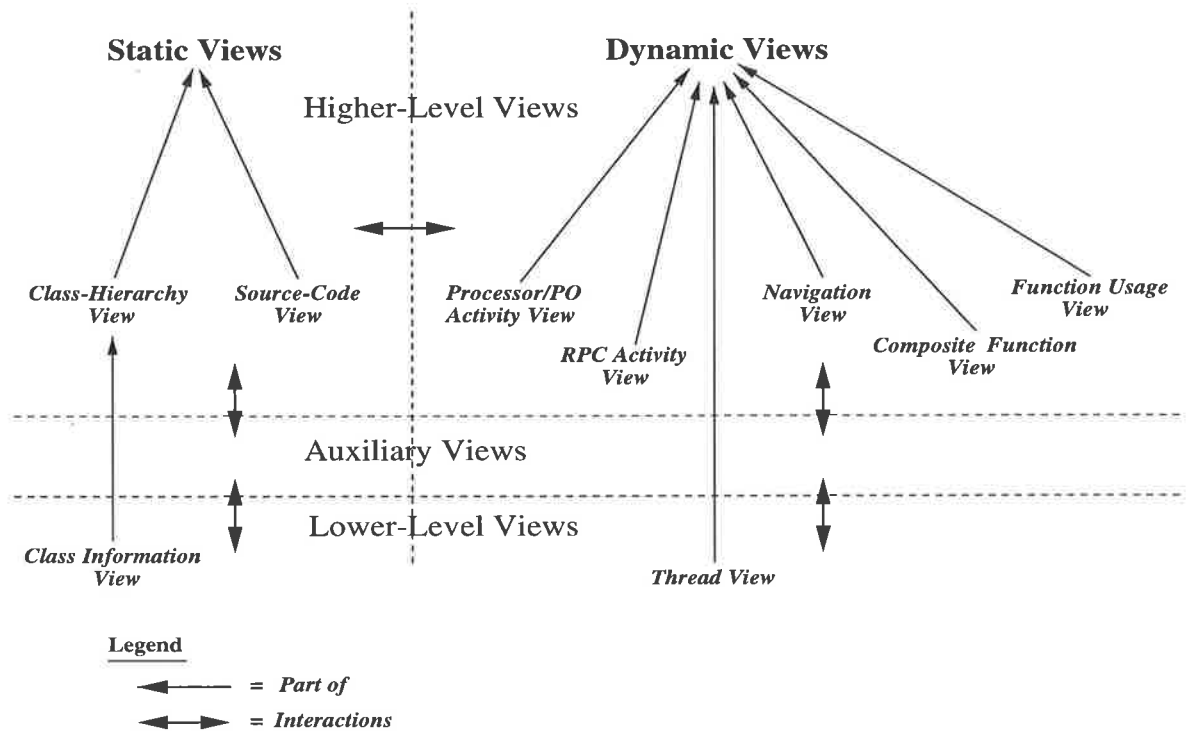 Static Views
Dynamic Views
Higher-Level Views
Class-Hierarchy
View
Source-Code
View
Processor/PO
Activity View
RPC Activity
View
Navigation
View
Composite Function
View
Function Usage
View
Auxiliary Views
Lower-Level Views
Class Information
View
Thread View
Legend
= Part of
= Interactions